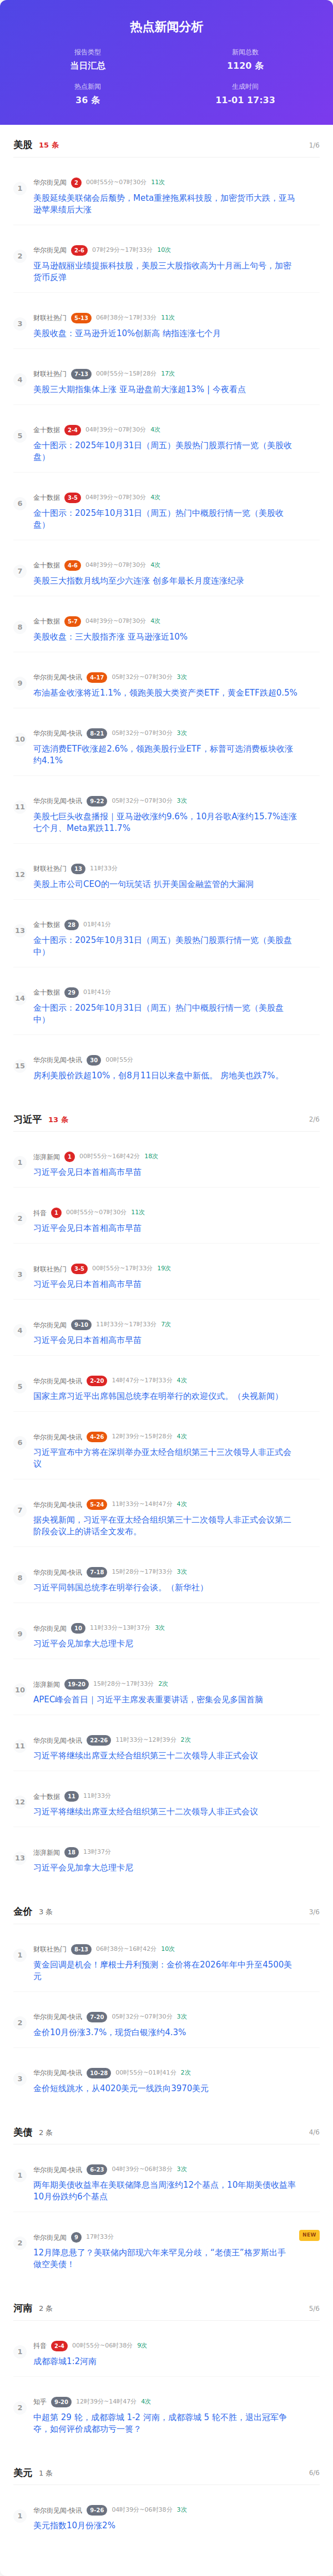 热点新闻分析
报告类型
当日汇总
新闻总数
1120 条
热点新闻
36 条
生成时间
11-01 17:33
美股 15 条 1/6
1
华尔街见闻 2 00时55分~07时30分 11次
美股延续美联储会后颓势，Meta重挫拖累科技股，加密货币大跌，亚马
逊苹果绩后大涨
2
华尔街见闻 2-6 07时29分~17时33分 10次
亚马逊靓丽业绩提振科技股，美股三大股指收高为十月画上句号，加密
货币反弹
3
财联社热门 5-13 06时38分~17时33分 11次
美股收盘：亚马逊升近10%创新高 纳指连涨七个月
4
财联社热门 7-13 00时55分~15时28分 17次
美股三大期指集体上涨 亚马逊盘前大涨超13% | 今夜看点
5
金十数据 2-4 04时39分~07时30分 4次
金十图示：2025年10月31日（周五）美股热门股票行情一览（美股收
盘）
6
金十数据 3-5 04时39分~07时30分 4次
金十图示：2025年10月31日（周五）热门中概股行情一览（美股收
盘）
7
金十数据 4-6 04时39分~07时30分 4次
美股三大指数月线均至少六连涨 创多年最长月度连涨纪录
8
金十数据 5-7 04时39分~07时30分 4次
美股收盘：三大股指齐涨 亚马逊涨近10%
9
华尔街见闻-快讯 4-17 05时32分~07时30分 3次
布油基金收涨将近1.1%，领跑美股大类资产类ETF，黄金ETF跌超0.5%
10
华尔街见闻-快讯 8-21 05时32分~07时30分 3次
可选消费ETF收涨超2.6%，领跑美股行业ETF，标普可选消费板块收涨
约4.1%
11
华尔街见闻-快讯 9-22 05时32分~07时30分 3次
美股七巨头收盘播报｜亚马逊收涨约9.6%，10月谷歌A涨约15.7%连涨
七个月、Meta累跌11.7%
12
财联社热门 13 11时33分
美股上市公司CEO的一句玩笑话 扒开美国金融监管的大漏洞
13
金十数据 28 01时41分
金十图示：2025年10月31日（周五）美股热门股票行情一览（美股盘
中）
14
金十数据 29 01时41分
金十图示：2025年10月31日（周五）热门中概股行情一览（美股盘
中）
15
华尔街见闻-快讯 30 00时55分
房利美股价跌超10%，创8月11日以来盘中新低。 房地美也跌7%。
习近平 13 条 2/6
1
澎湃新闻 1 00时55分~16时42分 18次
习近平会见日本首相高市早苗
2
抖音 1 00时55分~07时30分 11次
习近平会见日本首相高市早苗
3
财联社热门 3-5 00时55分~17时33分 19次
习近平会见日本首相高市早苗
4
华尔街见闻 9-10 11时33分~17时33分 7次
习近平会见日本首相高市早苗
5
华尔街见闻-快讯 2-20 14时47分~17时33分 4次
国家主席习近平出席韩国总统李在明举行的欢迎仪式。（央视新闻）
6
华尔街见闻-快讯 4-26 12时39分~15时28分 4次
习近平宣布中方将在深圳举办亚太经合组织第三十三次领导人非正式会
议
7
华尔街见闻-快讯 5-24 11时33分~14时47分 4次
据央视新闻，习近平在亚太经合组织第三十二次领导人非正式会议第二
阶段会议上的讲话全文发布。
8
华尔街见闻-快讯 7-18 15时28分~17时33分 3次
习近平同韩国总统李在明举行会谈。（新华社）
9
华尔街见闻 10 11时33分~13时37分 3次
习近平会见加拿大总理卡尼
10
澎湃新闻 19-20 15时28分~17时33分 2次
APEC峰会首日｜习近平主席发表重要讲话，密集会见多国首脑
11
华尔街见闻-快讯 22-26 11时33分~12时39分 2次
习近平将继续出席亚太经合组织第三十二次领导人非正式会议
12
金十数据 11 11时33分
习近平将继续出席亚太经合组织第三十二次领导人非正式会议
13
澎湃新闻 18 13时37分
习近平会见加拿大总理卡尼
金价 3 条 3/6
1
财联社热门 8-13 06时38分~16时42分 10次
黄金回调是机会！摩根士丹利预测：金价将在2026年年中升至4500美
元
2
华尔街见闻-快讯 7-20 05时32分~07时30分 3次
金价10月份涨3.7%，现货白银涨约4.3%
3
华尔街见闻-快讯 10-28 00时55分~01时41分 2次
金价短线跳水，从4020美元一线跌向3970美元
美债 2 条 4/6
1
华尔街见闻-快讯 6-23 04时39分~06时38分 3次
两年期美债收益率在美联储降息当周涨约12个基点，10年期美债收益率
10月份跌约6个基点
2
华尔街见闻 9 17时33分 NEW
12月降息悬了？美联储内部现六年来罕见分歧，“老债王”格罗斯出手
做空美债！
河南 2 条 5/6
1
抖音 2-4 00时55分~06时38分 9次
成都蓉城1:2河南
2
知乎 9-20 12时39分~14时47分 4次
中超第 29 轮，成都蓉城 1-2 河南，成都蓉城 5 轮不胜，退出冠军争
夺，如何评价成都功亏一篑？
美元 1 条 6/6
1
华尔街见闻-快讯 9-26 04时39分~06时38分 3次
美元指数10月份涨2%